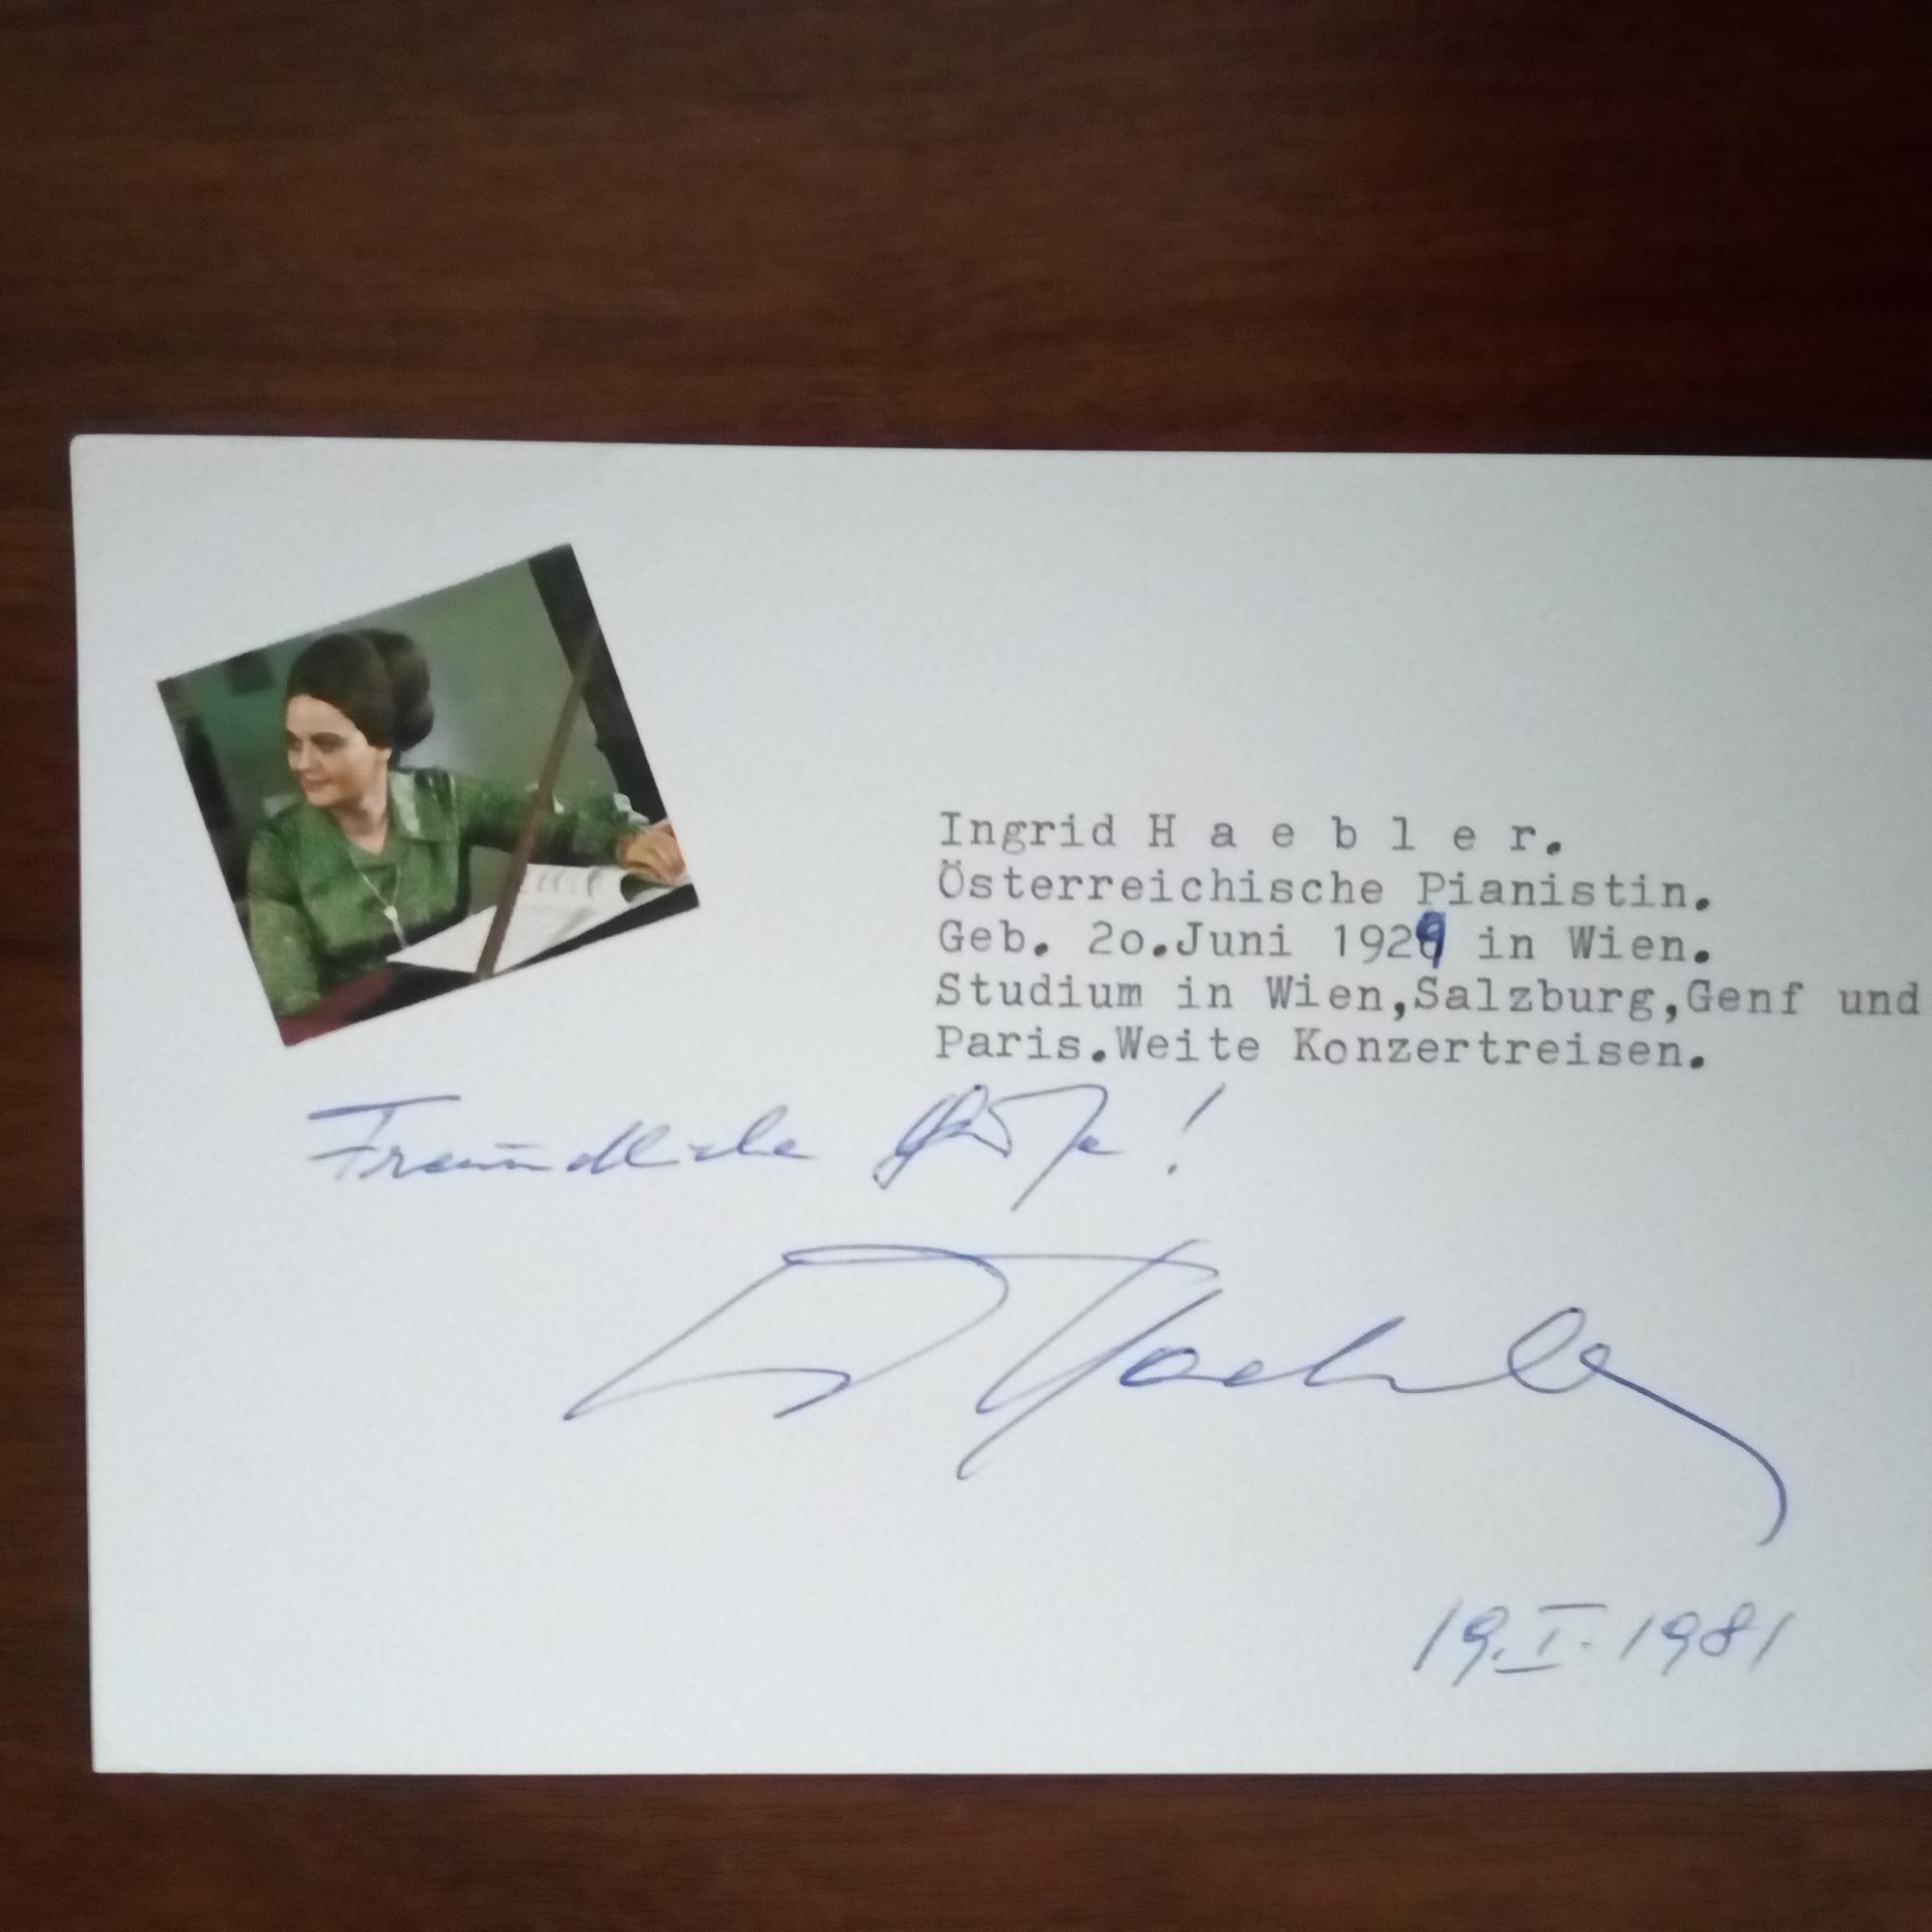 Ingrid H a e b l e r.
Österreichische Pianistin.
Geb. 2o.Juni 1929 in Wien.
Studium in Wien,Salzburg,Genf und
Paris.Weite Konzertreisen.
Freundliche Grüße!
I Haebler
19.I.1981